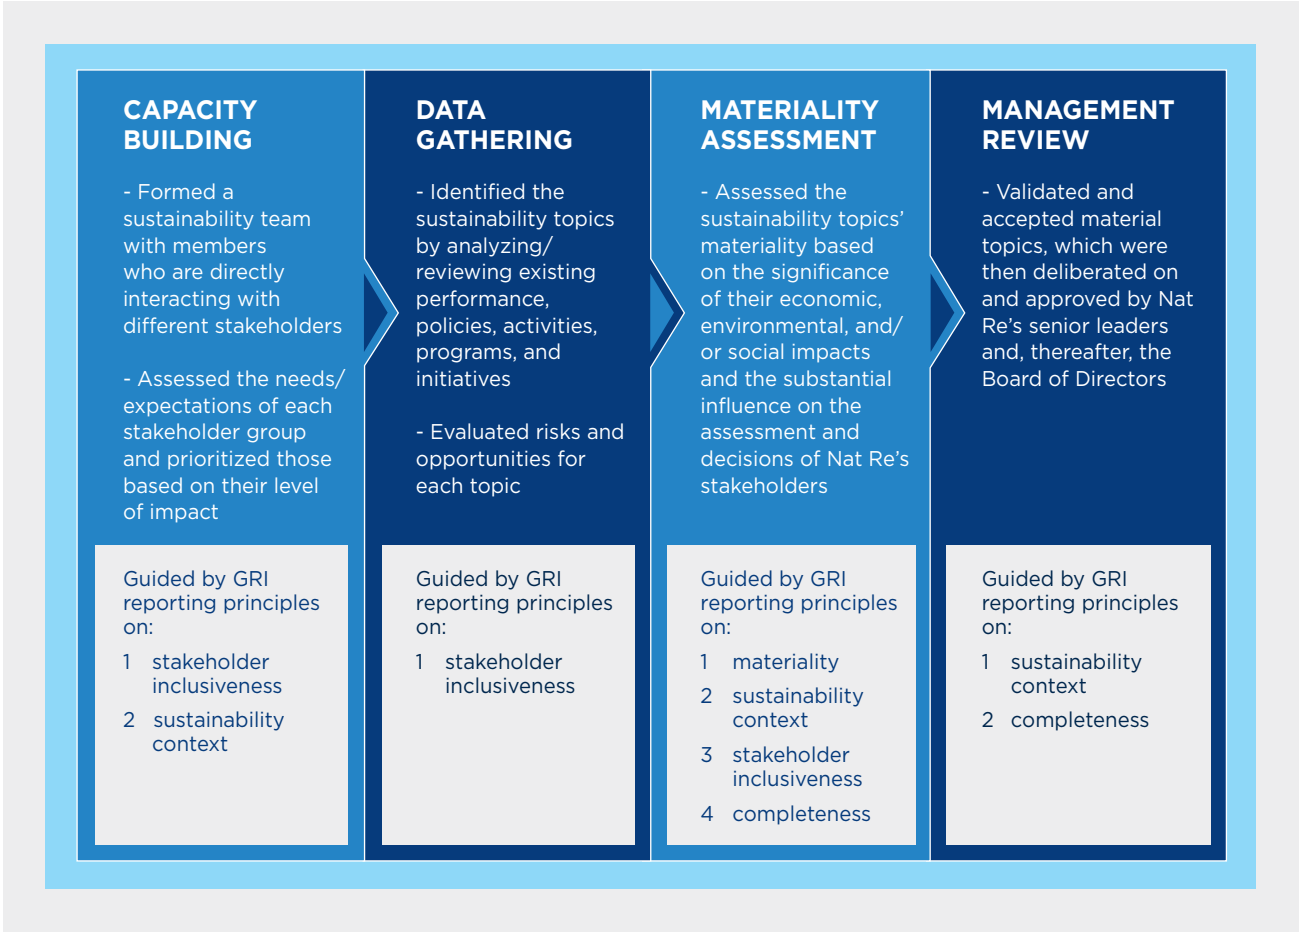 CAPACITY
BUILDING
- Formed a
sustainability team
with members
who are directly
interacting with
different stakeholders
- Assessed the needs/
expectations of each
stakeholder group
and prioritized those
based on their level
of impact
Guided by GRI
reporting principles
on:
1 stakeholder
inclusiveness
2 sustainability
context
DATA
GATHERING
- Identified the
sustainability topics
by analyzing/
reviewing existing
performance,
policies, activities,
programs, and
initiatives
- Evaluated risks and
opportunities for
each topic
Guided by GRI
reporting principles
on:
1 stakeholder
inclusiveness
MATERIALITY
ASSESSMENT
- Assessed the
sustainability topics’
materiality based
on the significance
of their economic,
environmental, and/
or social impacts
and the substantial
influence on the
assessment and
decisions of Nat Re’s
stakeholders
Guided by GRI
reporting principles
on:
1 materiality
2 sustainability
context
3 stakeholder
inclusiveness
4 completeness
MANAGEMENT
REVIEW
- Validated and
accepted material
topics, which were
then deliberated on
and approved by Nat
Re’s senior leaders
and, thereafter, the
Board of Directors
Guided by GRI
reporting principles
on:
1 sustainability
context
2 completeness